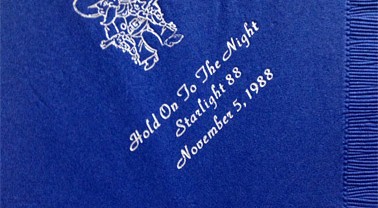 Hold On To The Night
Starlight 88
November 5, 1988